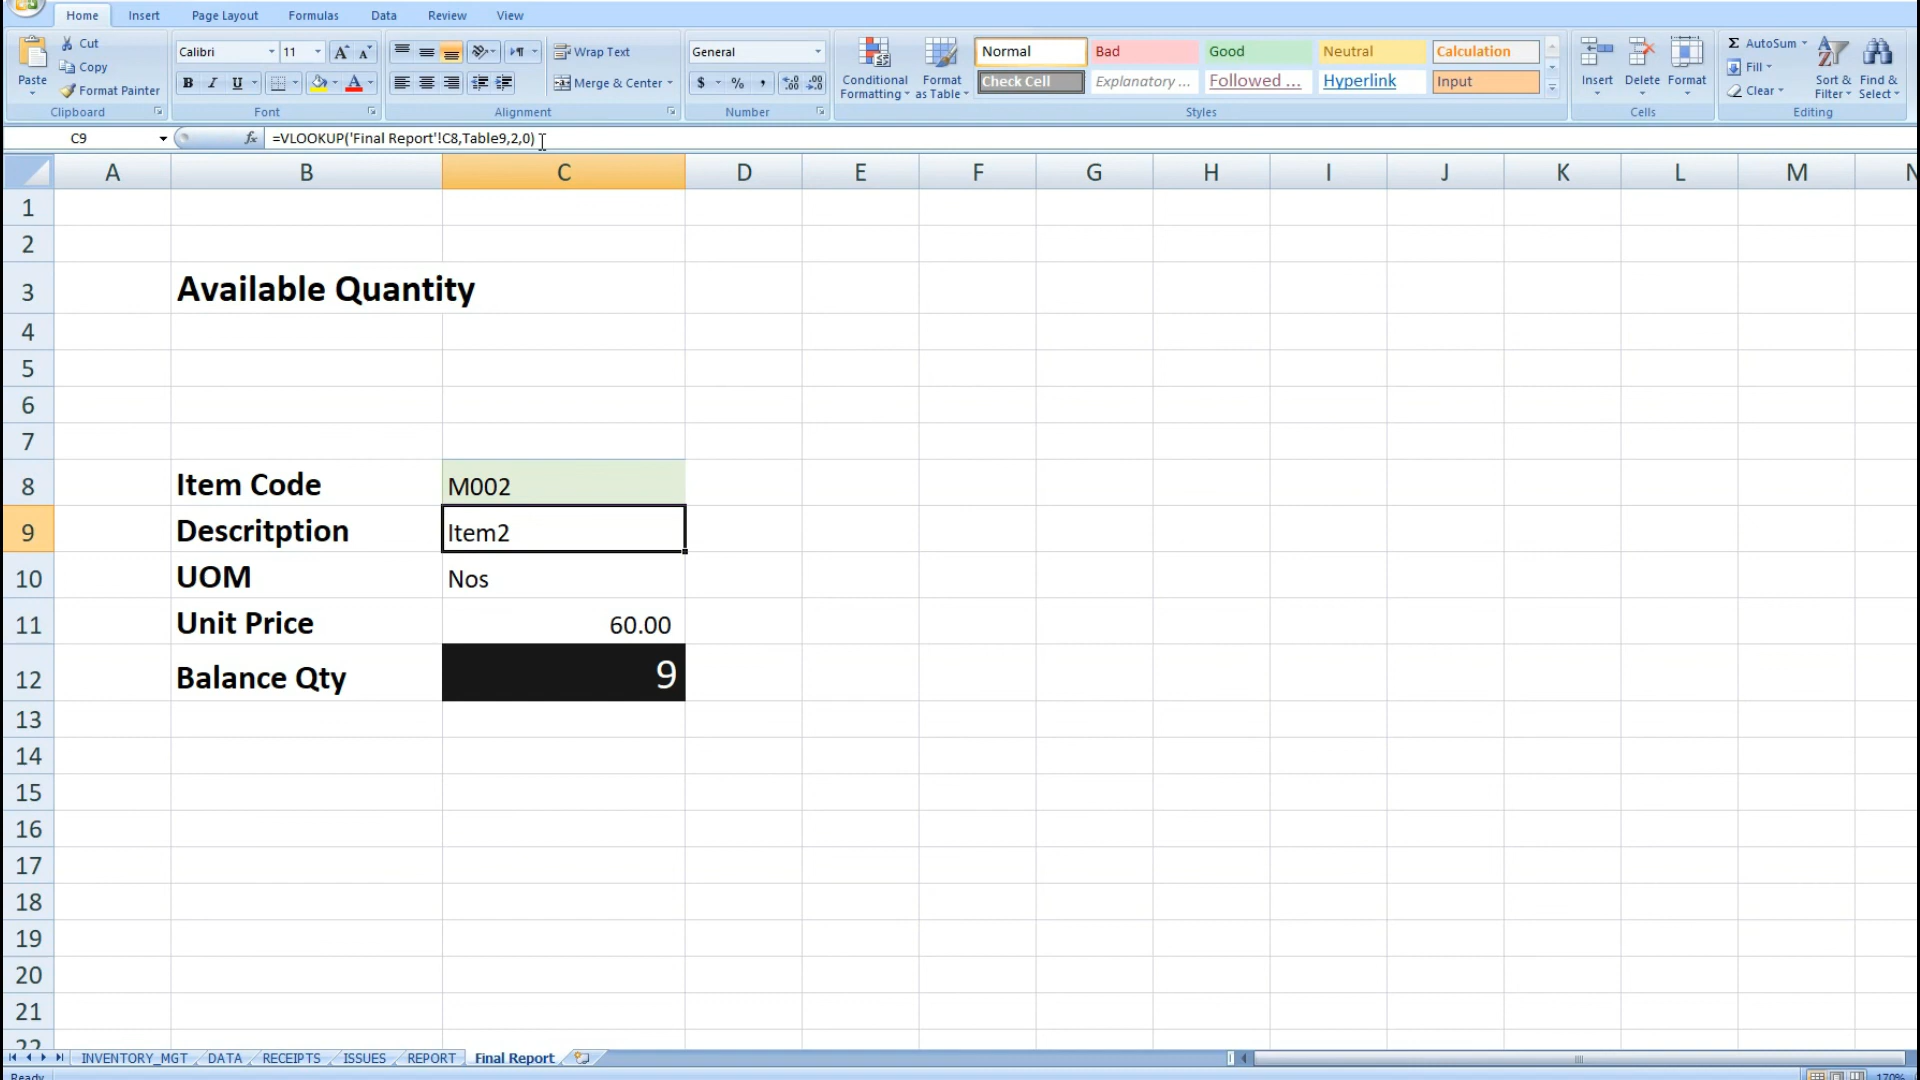 Home Insert Page Layout Formulas Data Review View
Paste
Cut
Copy
Format Painter
Clipboard
Calibri 11
B I U
Font
Wrap Text
Merge & Center
Alignment
General
$ % ,
Number
Conditional Formatting
Format as Table
Normal Bad Good Neutral Calculation
Check Cell Explanatory ... Followed ... Hyperlink Input
Styles
Insert Delete Format
Cells
Σ AutoSum
Fill
Clear
Sort & Filter
Find & Select
Editing
C9 fx =VLOOKUP('Final Report'!C8,Table9,2,0)
A B C D E F G H I J K L M N
1
2
3 Available Quantity
4
5
6
7
8 Item Code M002
9 Descritption Item2
10 UOM Nos
11 Unit Price 60.00
12 Balance Qty 9
13
14
15
16
17
18
19
20
21
22
INVENTORY_MGT DATA RECEIPTS ISSUES REPORT Final Report
Ready 170%